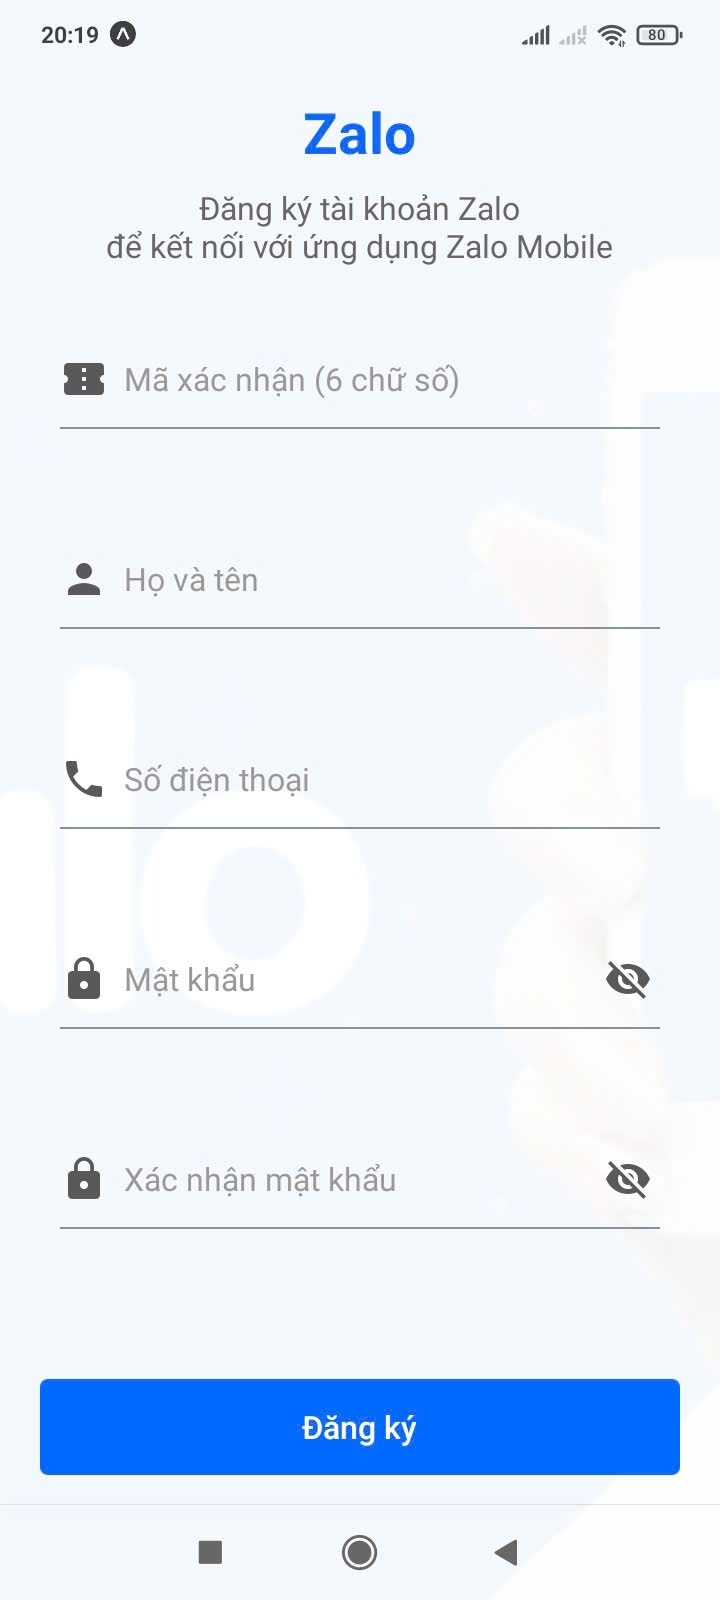 20:19
80
Zalo
Đăng ký tài khoản Zalo
để kết nối với ứng dụng Zalo Mobile
Mã xác nhận (6 chữ số)
Họ và tên
Số điện thoại
Mật khẩu
Xác nhận mật khẩu
Đăng ký